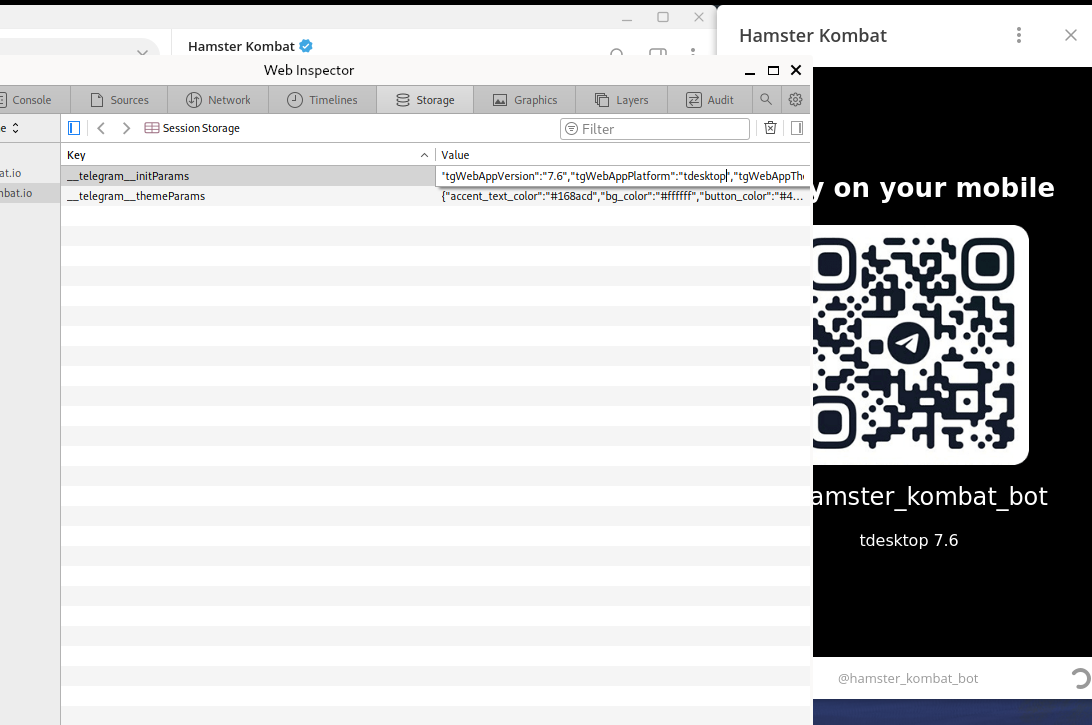 Hamster Kombat
Hamster Kombat
Web Inspector
Console
Sources
Network
Timelines
Storage
Graphics
Layers
Audit
e
Session Storage
Filter
Key
Value
at.io
__telegram__initParams
"tgWebAppVersion":"7.6","tgWebAppPlatform":"tdesktop","tgWebAppThe
mbat.io
__telegram__themeParams
{"accent_text_color":"#168acd","bg_color":"#ffffff","button_color":"#4...
y on your mobile
amster_kombat_bot
tdesktop 7.6
@hamster_kombat_bot